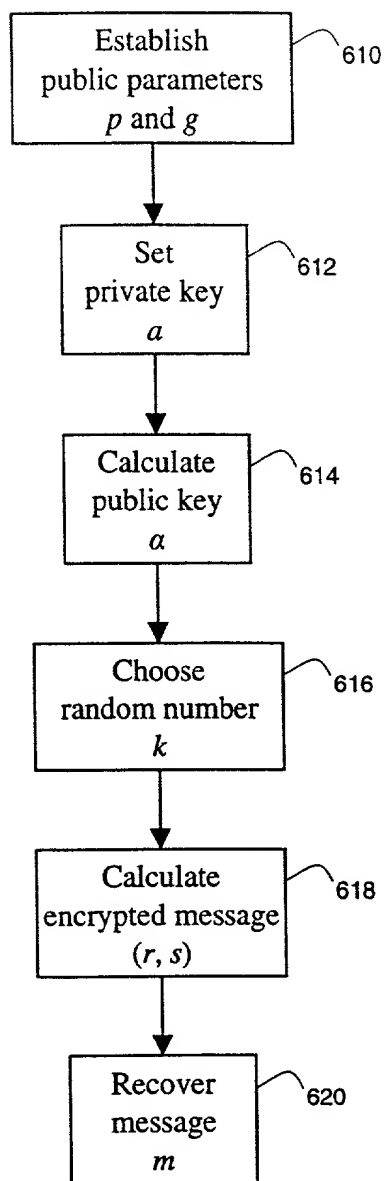 Establish
public parameters
p and g
610
Set
private key
a
612
Calculate
public key
α
614
Choose
random number
k
616
Calculate
encrypted message
(r, s)
618
Recover
message
m
620